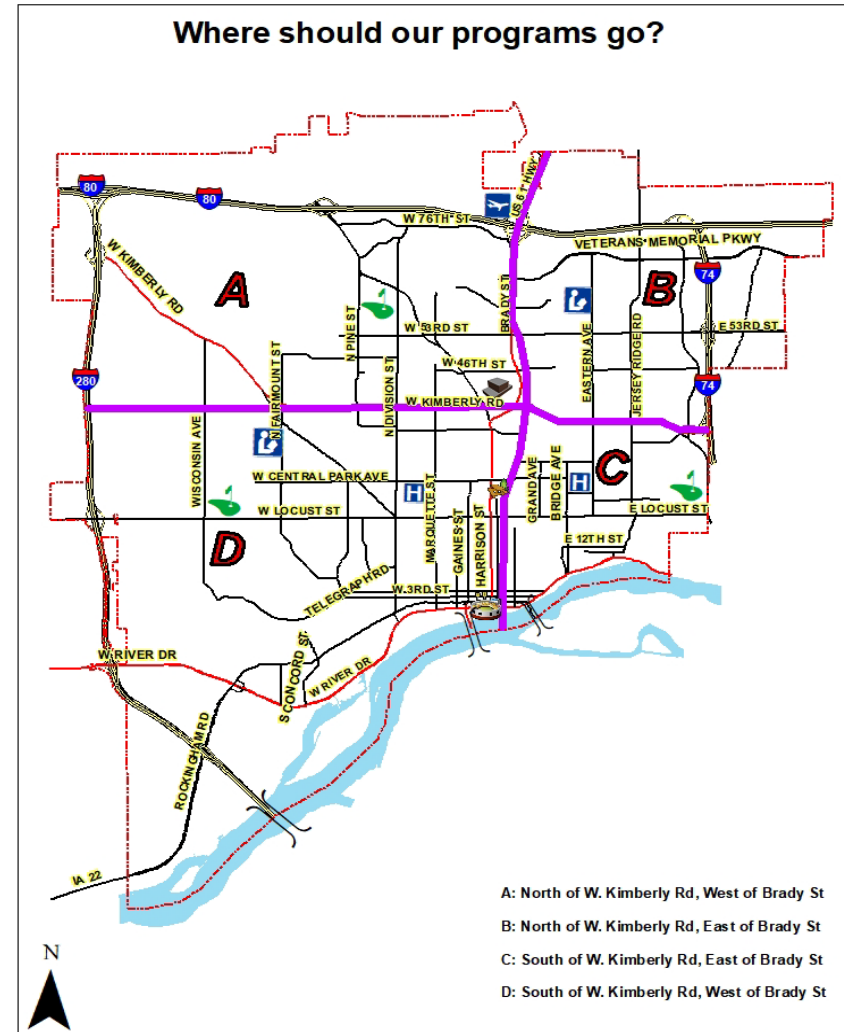 Where should our programs go?
80
80
US 61 HWY
W 76TH ST
VETERANS MEMORIAL PKWY
W KIMBERLY RD
A
B
74
N PINE ST
BRADY ST
W 53RD ST
E 53RD ST
EASTERN AVE
JERSEY RIDGE RD
N FAIRMOUNT ST
N DIVISION ST
W 46TH ST
280
74
W KIMBERLY RD
WISCONSIN AVE
W CENTRAL PARK AVE
GRAND AVE
BRIDGE AVE
C
H
H
MARQUETTE ST
GAINES ST
HARRISON ST
W LOCUST ST
E LOCUST ST
D
E 12TH ST
TELEGRAPH RD
W 3RD ST
W RIVER DR
S CONCORD ST
W RIVER DR
ROCKINGHAM RD
IA 22
A: North of W. Kimberly Rd, West of Brady St
B: North of W. Kimberly Rd, East of Brady St
C: South of W. Kimberly Rd, East of Brady St
D: South of W. Kimberly Rd, West of Brady St
N